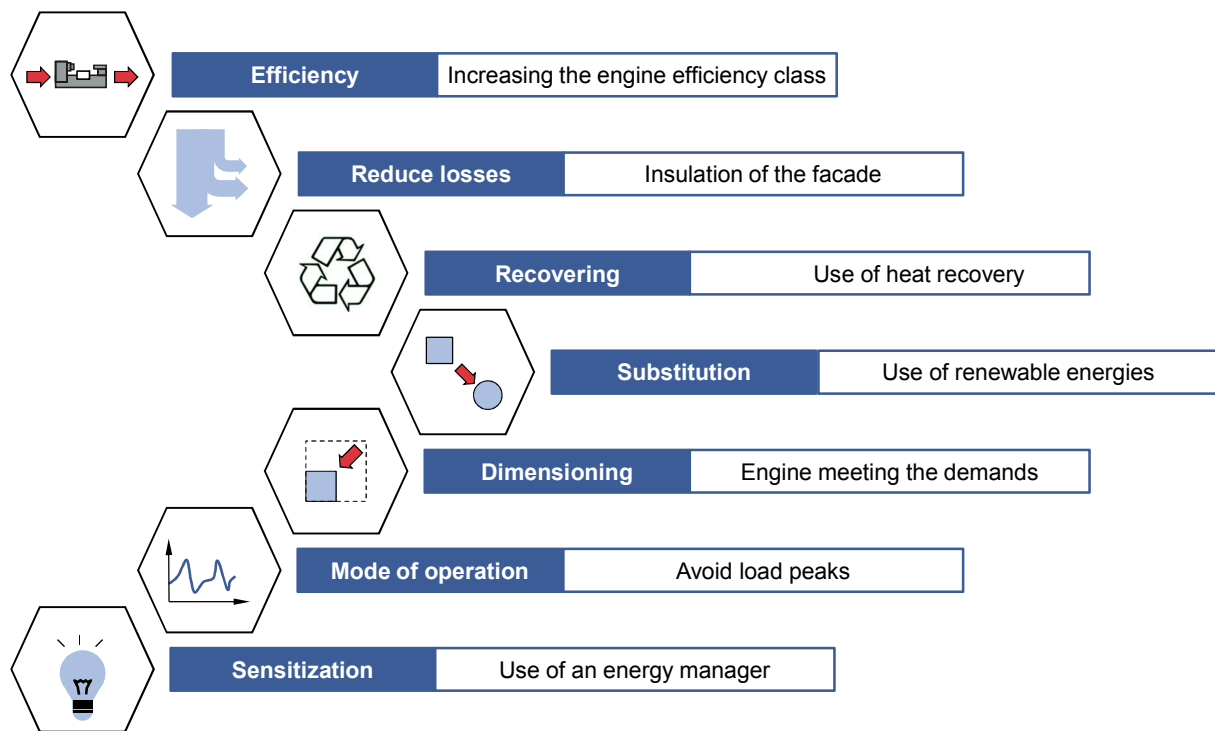 Efficiency
Increasing the engine efficiency class
Reduce losses
Insulation of the facade
Recovering
Use of heat recovery
Substitution
Use of renewable energies
Dimensioning
Engine meeting the demands
Mode of operation
Avoid load peaks
Sensitization
Use of an energy manager